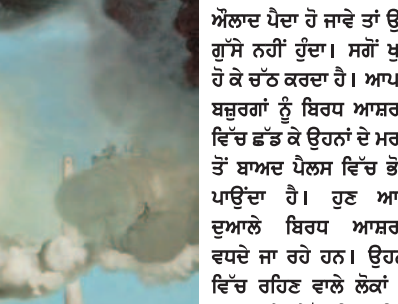 ਔਲਾਦ ਪੈਦਾ ਹੋ ਜਾਵੇ ਤਾਂ
ਗੁੱਸੇ ਨਹੀਂ ਹੁੰਦਾ। ਸਗੋਂ
ਹੋ ਕੇ ਚੱਠ ਕਰਦਾ ਹੈ। ਆਪ
ਬਜ਼ੁਰਗਾਂ ਨੂੰ ਬਿਰਧ ਆਸ਼ਰ
ਵਿੱਚ ਛੱਡ ਕੇ ਉਹਨਾਂ ਦੇ ਮਰ
ਤੋਂ ਬਾਅਦ ਪੈਲਸ ਵਿੱਚ ਭੋ
ਪਾਉਂਦਾ ਹੈ। ਹੁਣ ਆ
ਦੁਆਲੇ ਬਿਰਧ ਆਸ਼ਰ
ਵਧਦੇ ਜਾ ਰਹੇ ਹਨ। ਉਹਨ
ਵਿੱਚ ਰਹਿਣ ਵਾਲੇ ਲੋਕਾਂ